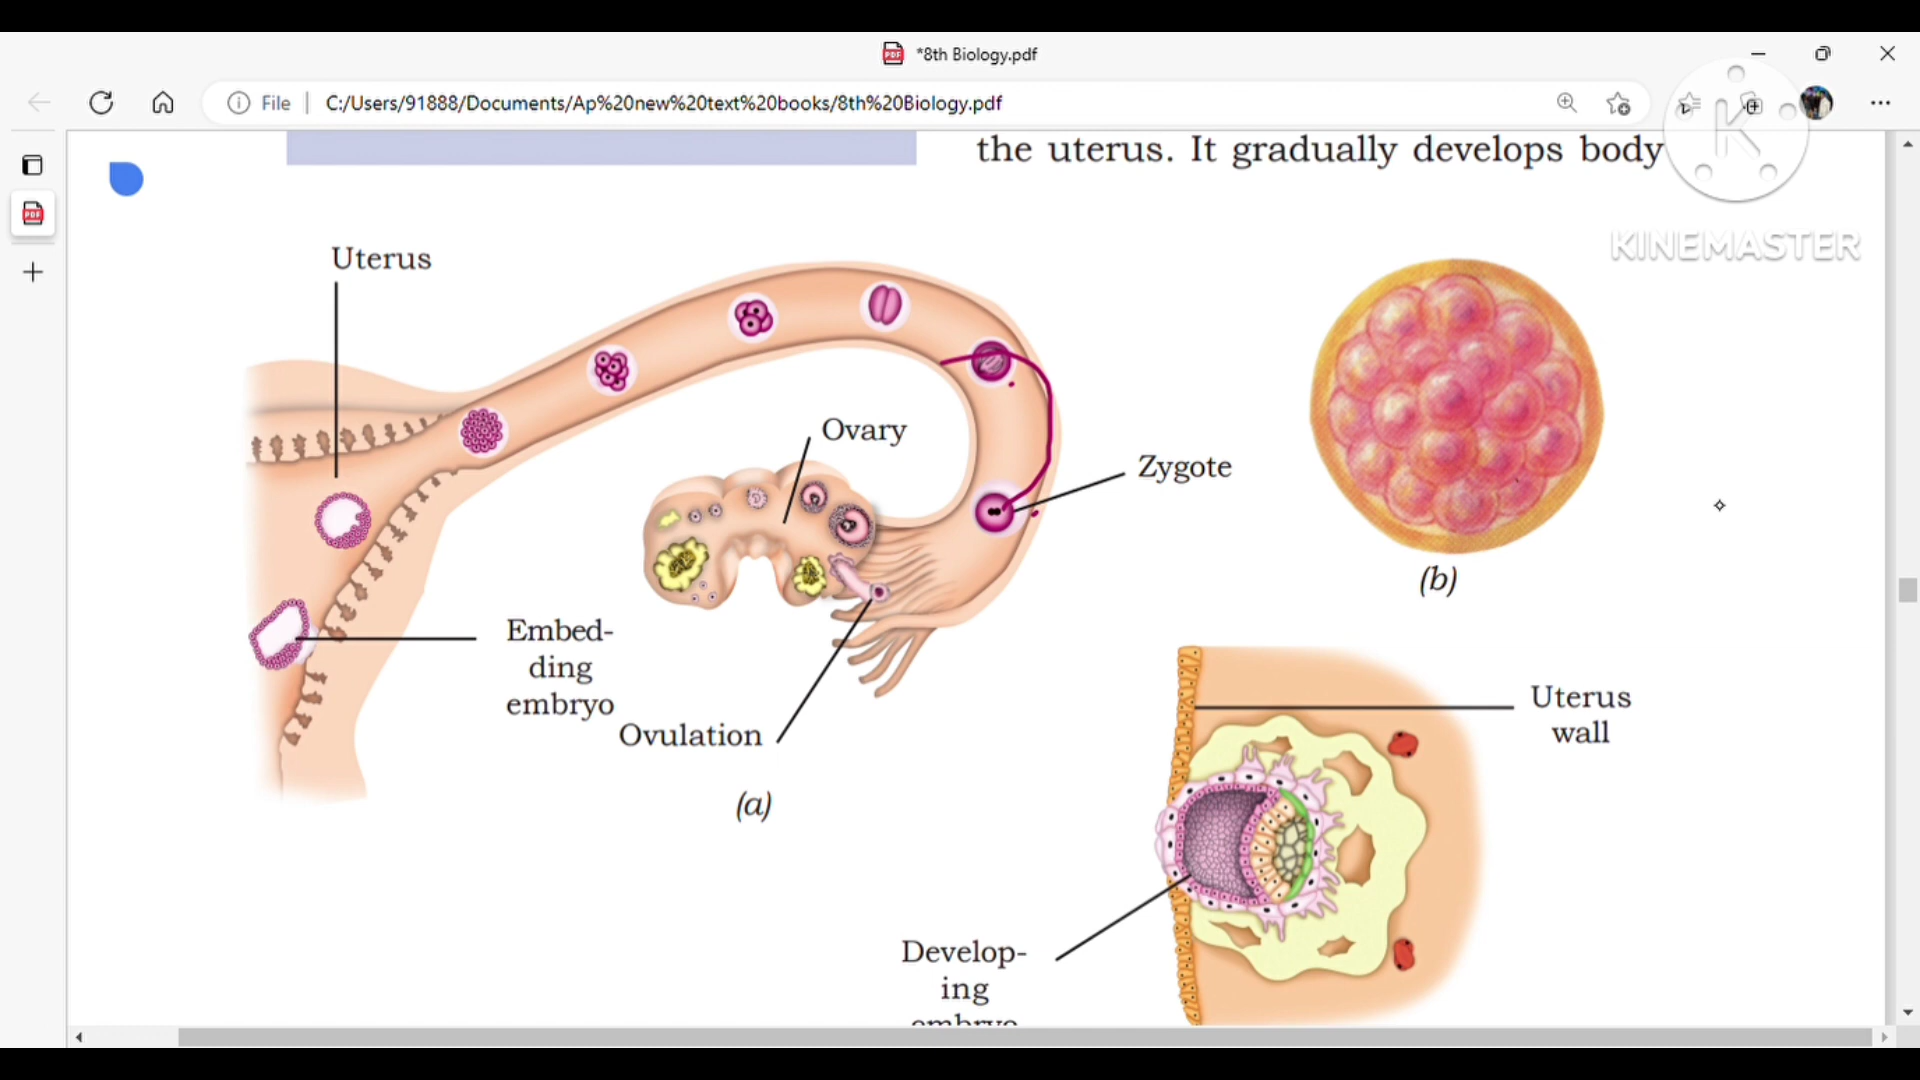 *8th Biology.pdf
File | C:/Users/91888/Documents/Ap%20new%20text%20books/8th%20Biology.pdf
the uterus. It gradually develops body
KINEMASTER
Uterus
Ovary
Zygote
(b)
Embed-
ding
embryo
Ovulation
(a)
Uterus
wall
Develop-
ing
embryo